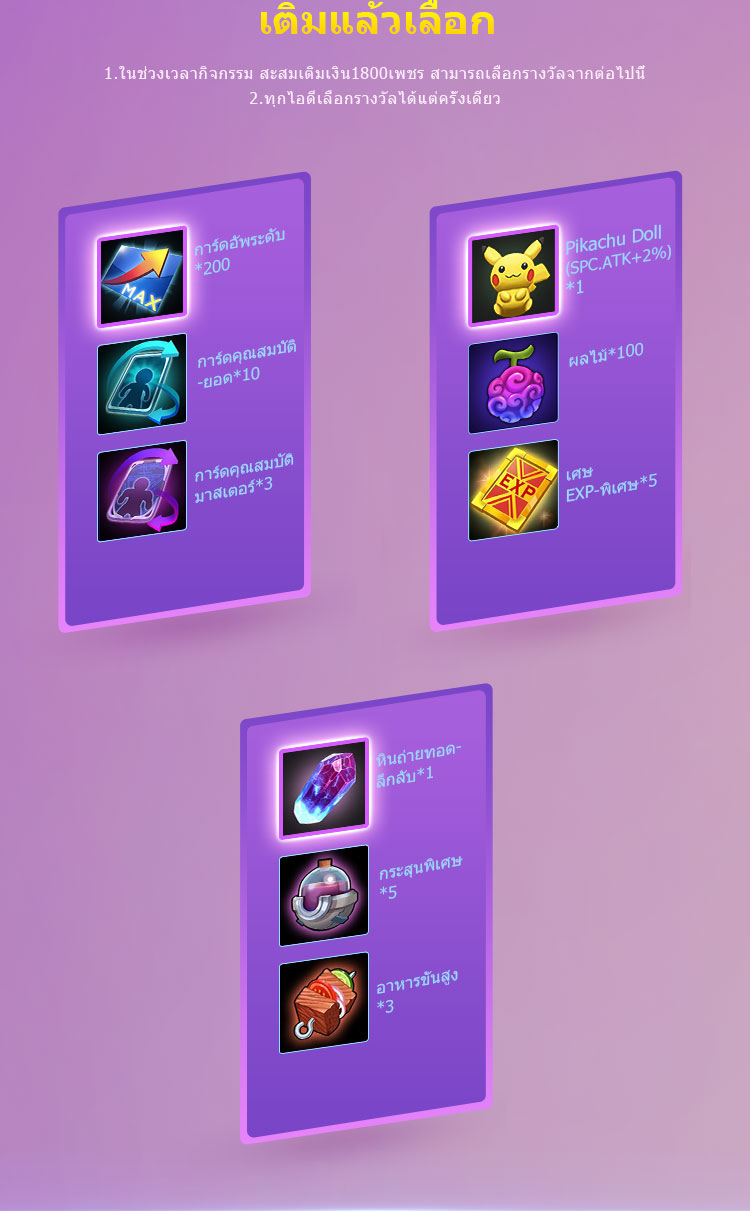 เติมแล้วเลือก
1.ในช่วงเวลากิจกรรม สะสมเติมเงิน1800เพชร สามารถเลือกรางวัลจากต่อไปนี้
2.ทุกไอดีเลือกรางวัลได้แต่ครั้งเดียว
การ์ดอัพระดับ
*200
MAX
การ์ดคุณสมบัติ
-ยอด*10
การ์ดคุณสมบัติ
มาสเตอร์*3
Pikachu Doll
(SPC.ATK+2%)
*1
ผลไม้*100
เศษ
EXP-พิเศษ*5
EXP
หินถ่ายทอด-
ลึกลับ*1
กระสุนพิเศษ
*5
อาหารขั้นสูง
*3